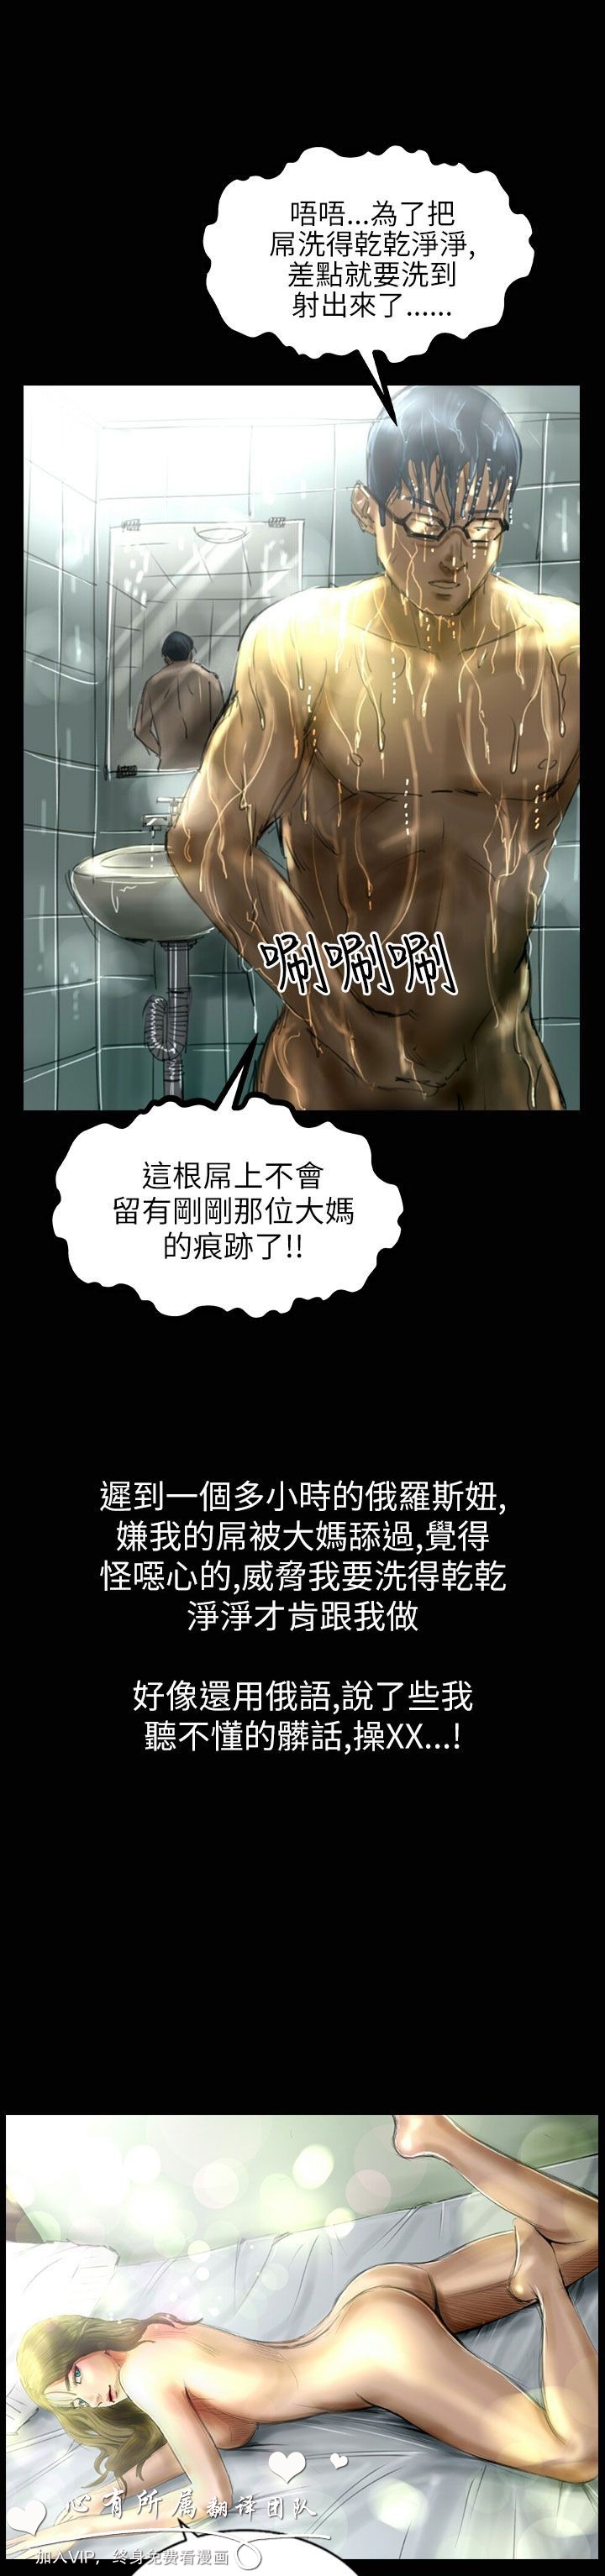 唔唔...為了把
屌洗得乾乾淨淨,
差點就要洗到
射出來了......
唰唰唰
這根屌上不會
留有剛剛那位大媽
的痕跡了!!
遲到一個多小時的俄羅斯妞,
嫌我的屌被大媽舔過,覺得
怪噁心的,威脅我要洗得乾乾
淨淨才肯跟我做
好像還用俄語,說了些我
聽不懂的髒話,操XX...!
心有所属翻译团队
加入VIP，终身免费看漫画